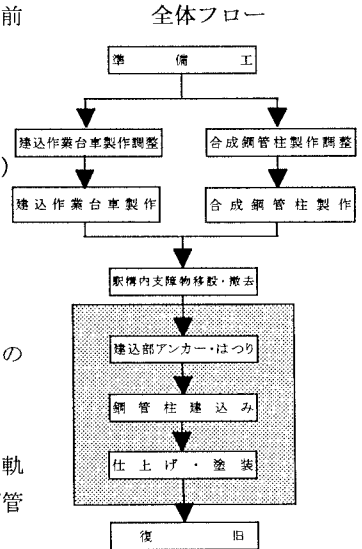 前
全体フロー
準備工
建込作業台車製作調整
合成鋼管柱製作調整
)
建込作業台車製作
合成鋼管柱製作
駅構内支障物移設・撤去
建込部アンカー・はつり
の
鋼管柱建込み
仕上げ・塗装
軌
管
復旧